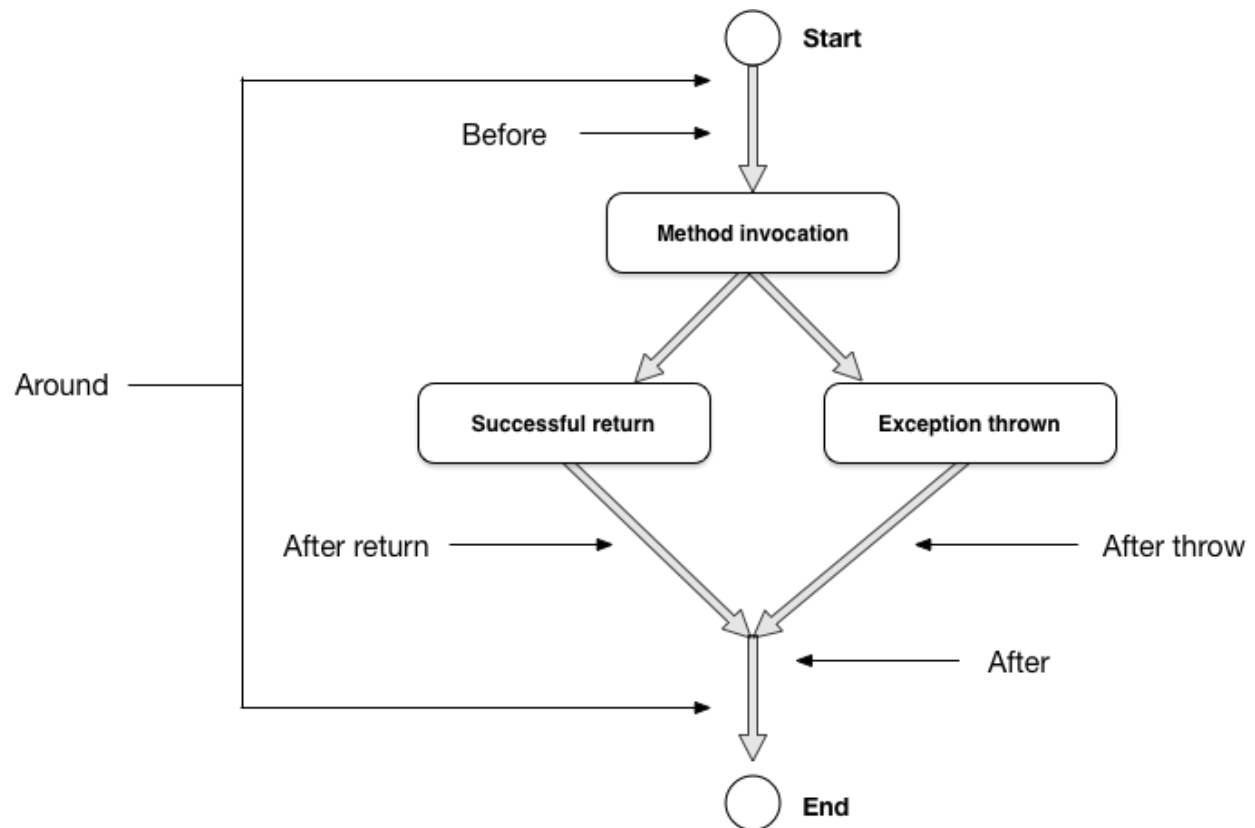 Start
Before
Method invocation
Around
Successful return
Exception thrown
After return
After throw
After
End